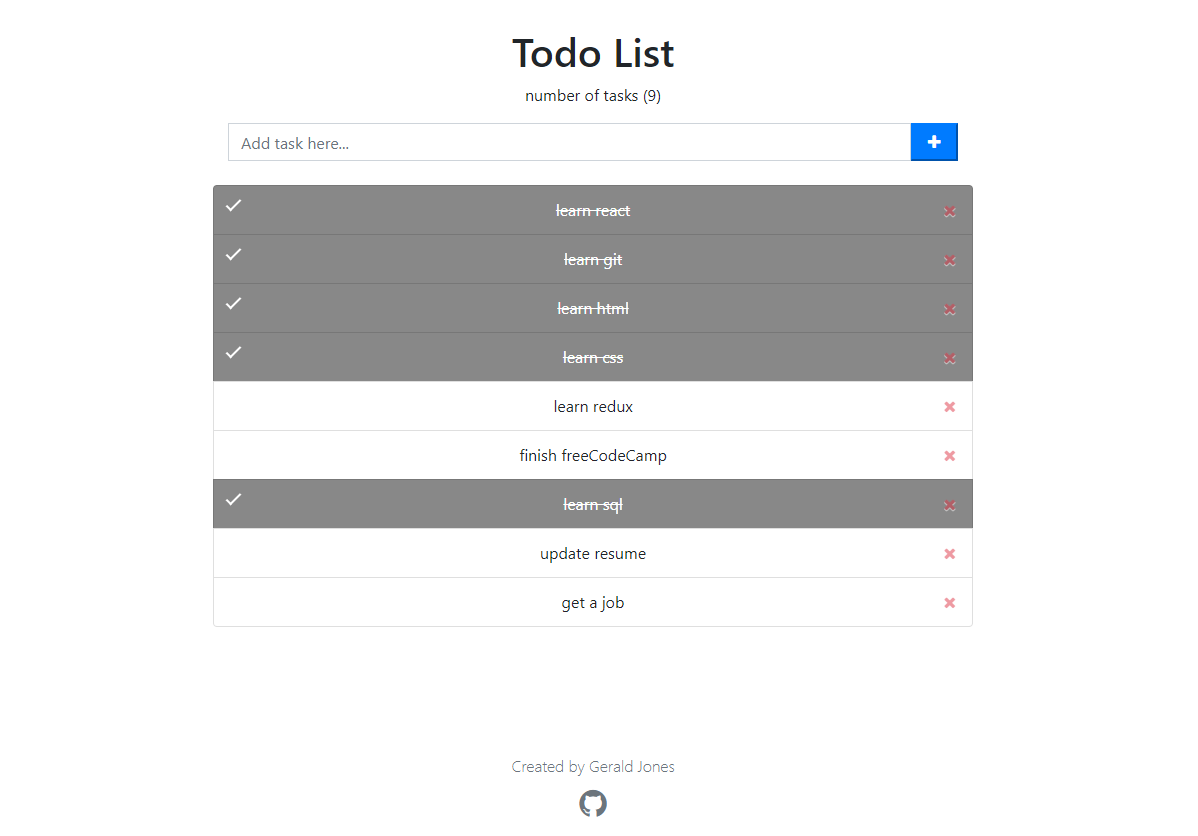 Todo List
number of tasks (9)
Add task here...
learn react
learn git
learn html
learn css
learn redux
finish freeCodeCamp
learn sql
update resume
get a job
Created by Gerald Jones